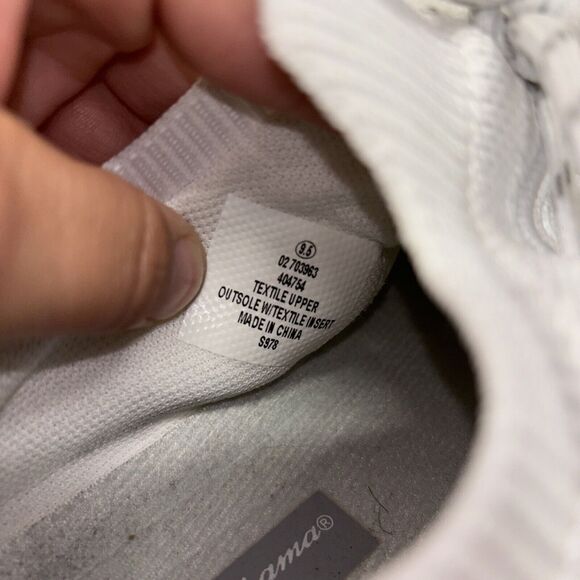 9.5
02 703963
404754
TEXTILE UPPER
OUTSOLE W/TEXTILE INSERT
MADE IN CHINA
S978